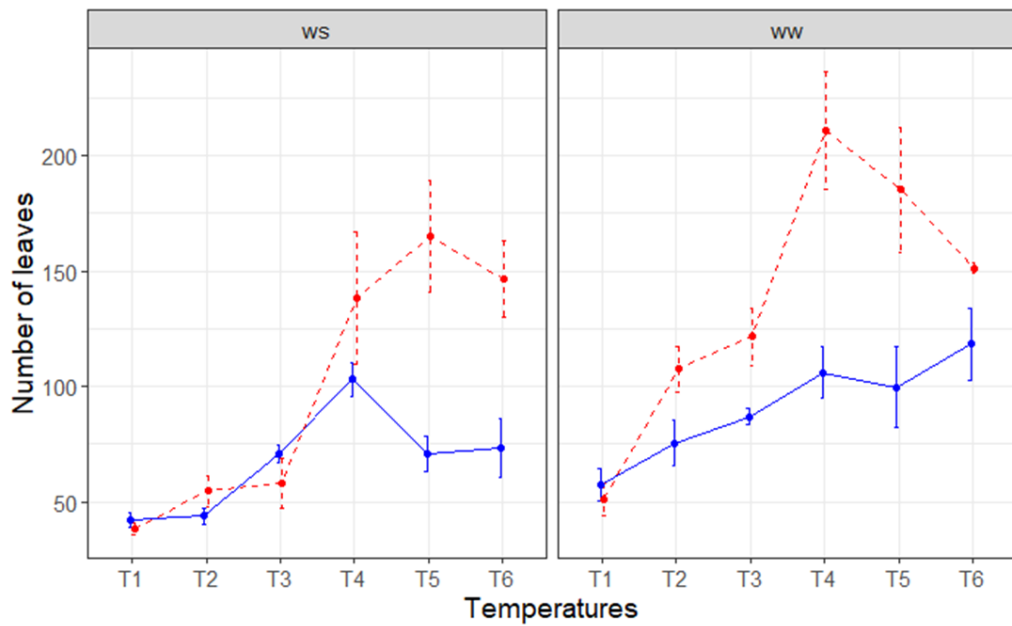 ws
ww
Number of leaves
200
150
100
50
T1 T2 T3 T4 T5 T6
T1 T2 T3 T4 T5 T6
Temperatures